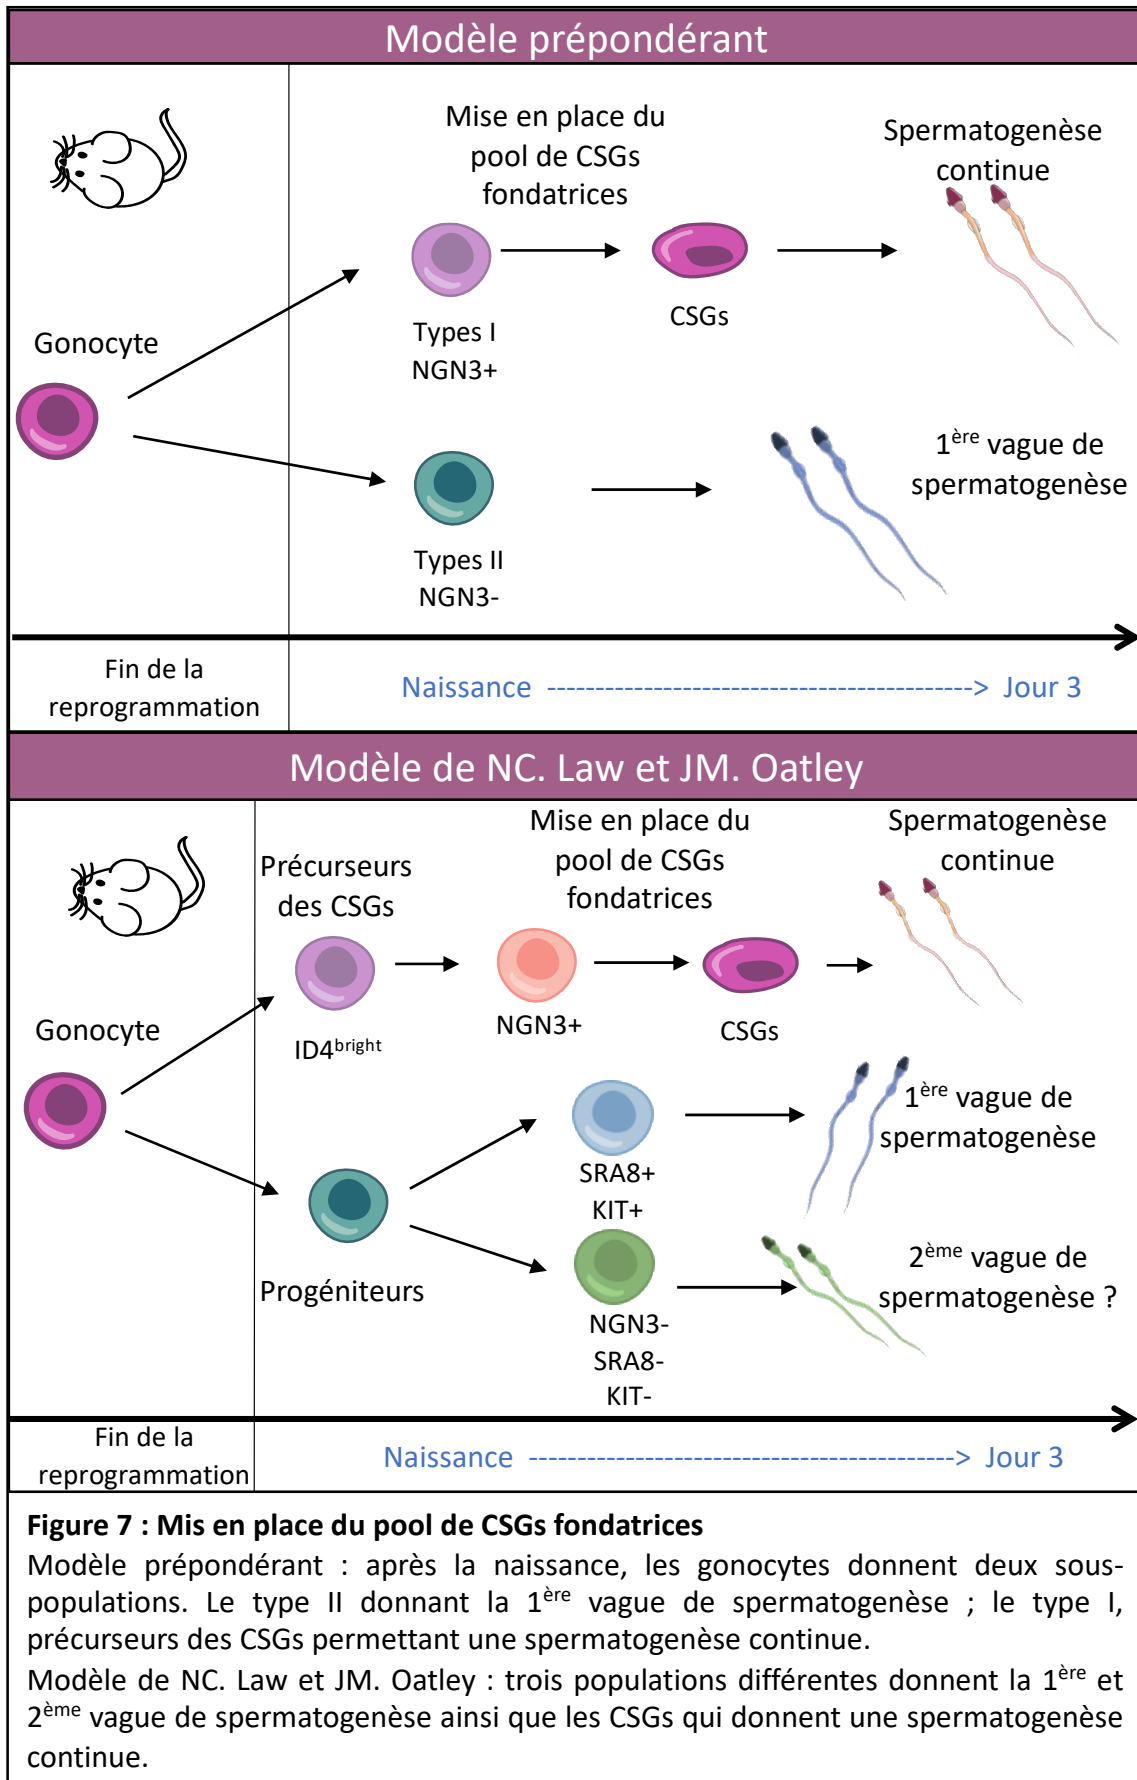 Modèle prépondérant
Mise en place du
pool de CSGs
fondatrices
Spermatogenèse
continue
Gonocyte
Types I
NGN3+
CSGs
Types II
NGN3-
1ère vague de
spermatogenèse
Fin de la
reprogrammation
Naissance --------------------------------------------> Jour 3
Modèle de NC. Law et JM. Oatley
Précurseurs
des CSGs
Mise en place du
pool de CSGs
fondatrices
Spermatogenèse
continue
Gonocyte
ID4bright
NGN3+
CSGs
Progéniteurs
SRA8+
KIT+
1ère vague de
spermatogenèse
NGN3-
SRA8-
KIT-
2ème vague de
spermatogenèse ?
Fin de la
reprogrammation
Naissance --------------------------------------------> Jour 3
Figure 7 : Mis en place du pool de CSGs fondatrices
Modèle prépondérant : après la naissance, les gonocytes donnent deux sous-
populations. Le type II donnant la 1ère vague de spermatogenèse ; le type I,
précurseurs des CSGs permettant une spermatogenèse continue.
Modèle de NC. Law et JM. Oatley : trois populations différentes donnent la 1ère et
2ème vague de spermatogenèse ainsi que les CSGs qui donnent une spermatogenèse
continue.